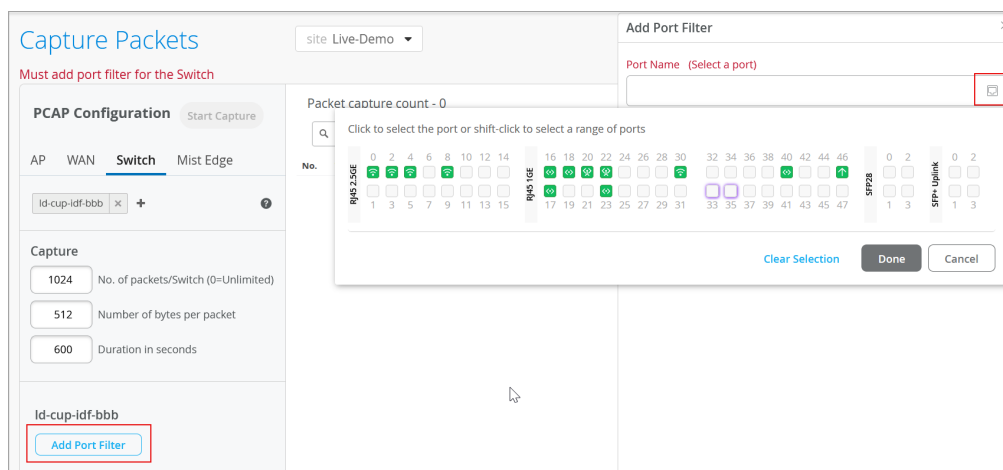 Capture Packets
site Live-Demo
Must add port filter for the Switch
PCAP Configuration
Start Capture
AP WAN Switch Mist Edge
ld-cup-idf-bbb × +
?
Capture
1024 No. of packets/Switch (0=Unlimited)
512 Number of bytes per packet
600 Duration in seconds
ld-cup-idf-bbb
Add Port Filter
Packet capture count - 0
No.
Add Port Filter
Port Name (Select a port)
Click to select the port or shift-click to select a range of ports
RJ45 2.5GE
0 2 4 6 8 10 12 14
1 3 5 7 9 11 13 15
RJ45 1GE
16 18 20 22 24 26 28 30 32 34 36 38 40 42 44 46
17 19 21 23 25 27 29 31 33 35 37 39 41 43 45 47
SFP28
0 2
1 3
SFP+ Uplink
0 2
1 3
Clear Selection
Done
Cancel